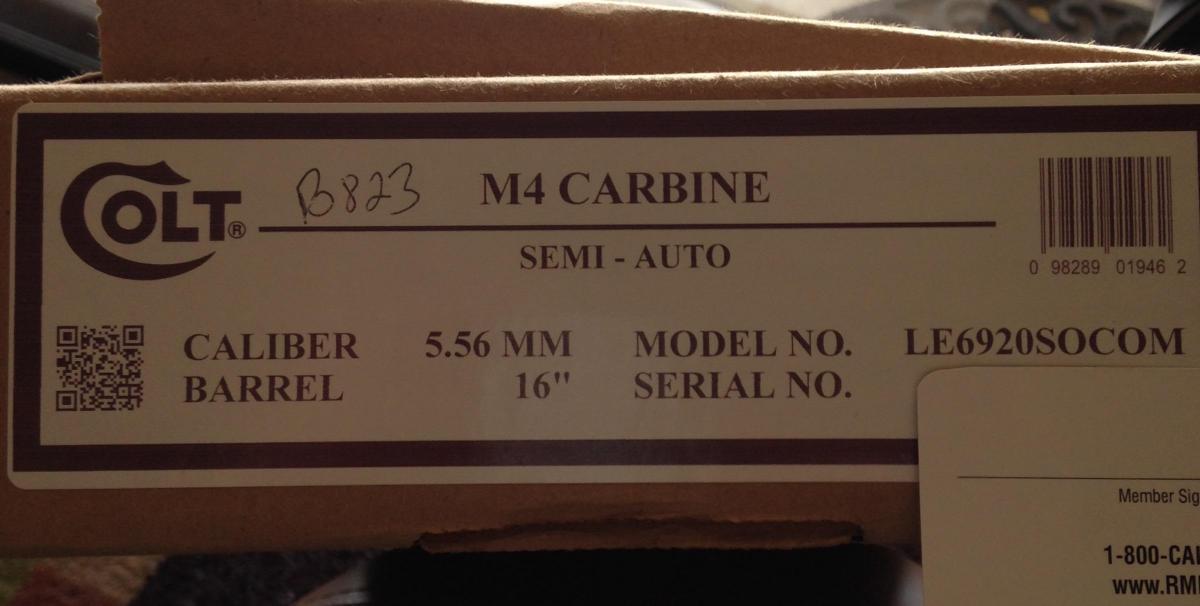 COLT® B823 M4 CARBINE
SEMI - AUTO
0 98289 01946 2
CALIBER 5.56 MM MODEL NO. LE6920SOCOM
BARREL 16" SERIAL NO.
Member Sig
1-800-CAL
www.RM